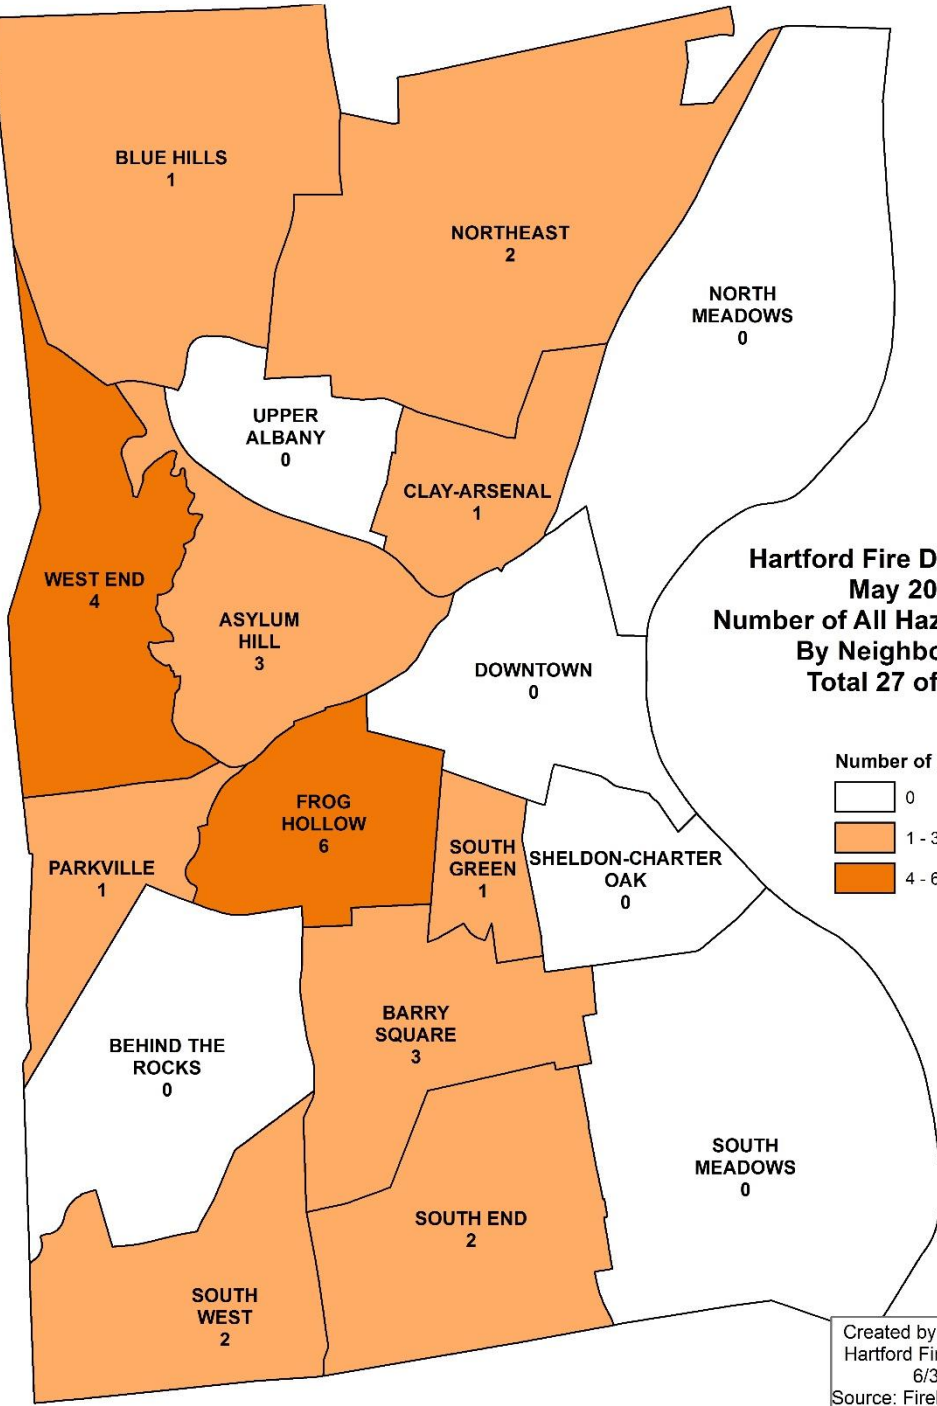 BLUE HILLS
1
NORTHEAST
2
NORTH
MEADOWS
0
UPPER
ALBANY
0
CLAY-ARSENAL
1
WEST END
4
ASYLUM
HILL
3
DOWNTOWN
0
Hartford Fire D
May 20
Number of All Haz
By Neighbo
Total 27 of
Number of
0
1 - 3
4 - 6
FROG
HOLLOW
6
PARKVILLE
1
SOUTH
GREEN
1
SHELDON-CHARTER
OAK
0
BARRY
SQUARE
3
BEHIND THE
ROCKS
0
SOUTH
MEADOWS
0
SOUTH END
2
SOUTH
WEST
2
Created by
Hartford Fir
6/3
Source: Fire